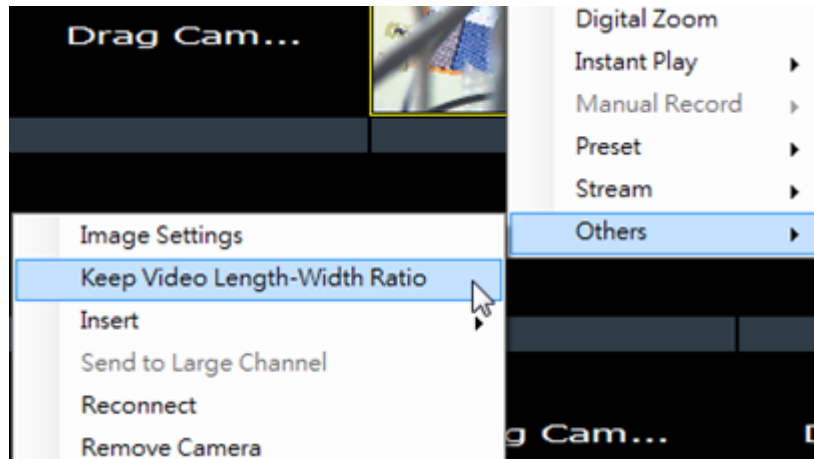 Drag Cam...
Digital Zoom
Instant Play
Manual Record
Preset
Stream
Others
Image Settings
Keep Video Length-Width Ratio
Insert
Send to Large Channel
Reconnect
Remove Camera
g Cam...